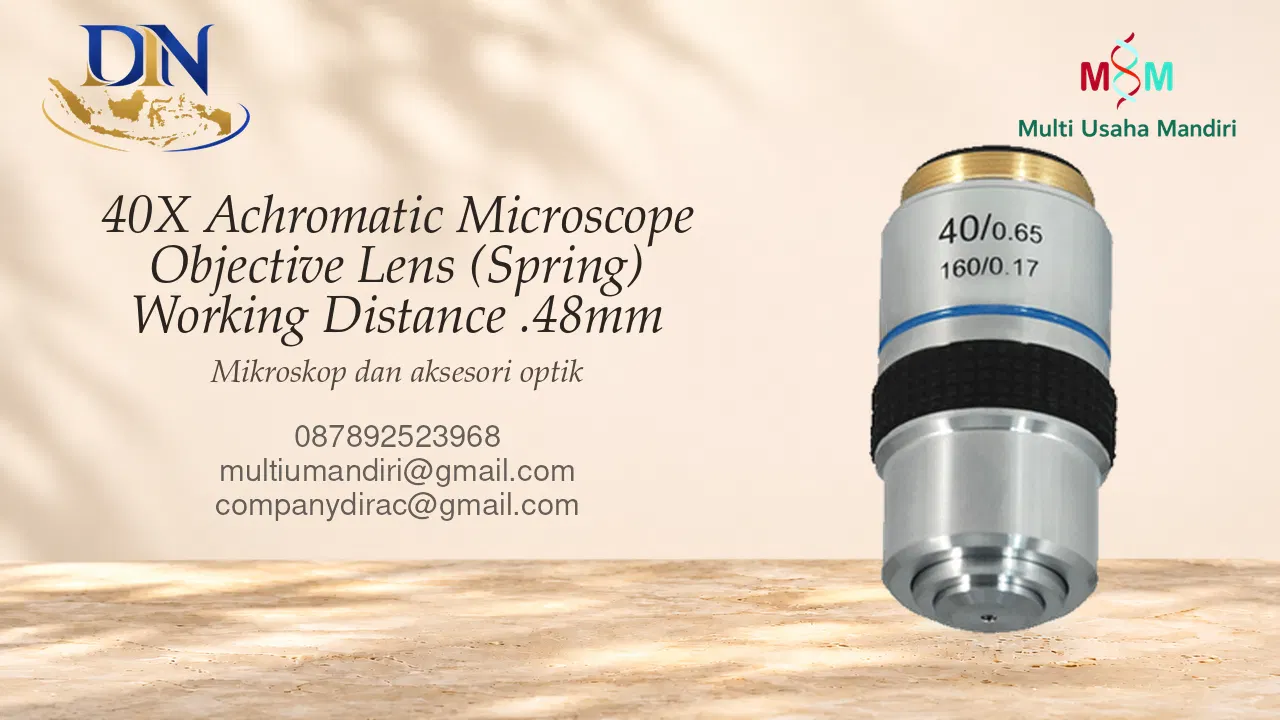 DIN
M M
Multi Usaha Mandiri
40X Achromatic Microscope
Objective Lens (Spring)
Working Distance .48mm
Mikroskop dan aksesori optik
087892523968
multiumandiri@gmail.com
companydirac@gmail.com
40/0.65
160/0.17